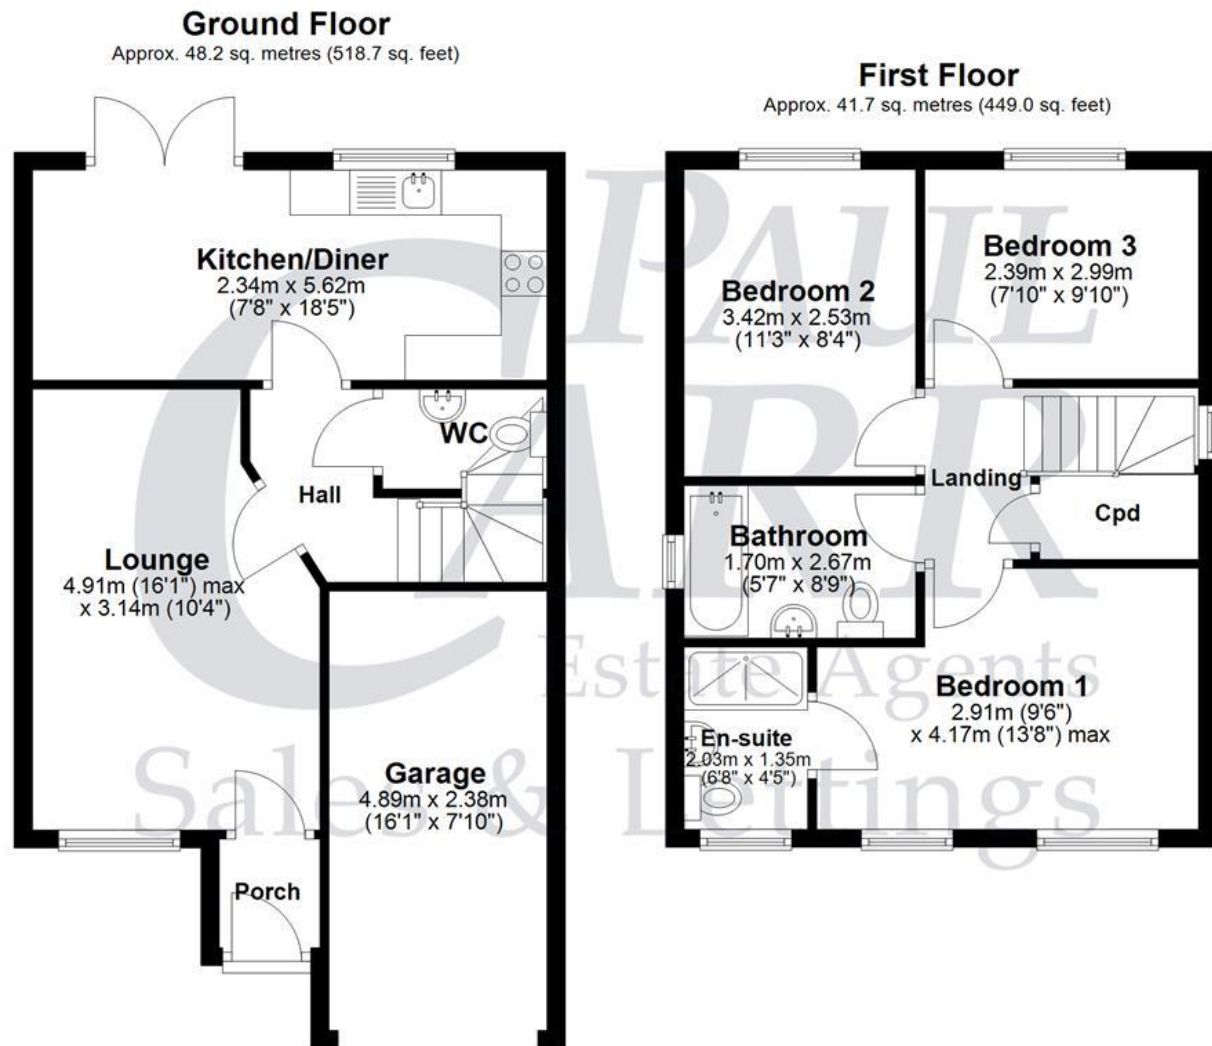 Ground Floor
Approx. 48.2 sq. metres (518.7 sq. feet)
Kitchen/Diner
2.34m x 5.62m
(7'8" x 18'5")
WC
Hall
Lounge
4.91m (16'1") max
x 3.14m (10'4")
Garage
4.89m x 2.38m
(16'1" x 7'10")
Porch
First Floor
Approx. 41.7 sq. metres (449.0 sq. feet)
Bedroom 3
2.39m x 2.99m
(7'10" x 9'10")
Bedroom 2
3.42m x 2.53m
(11'3" x 8'4")
Landing
Cpd
Bathroom
1.70m x 2.67m
(5'7" x 8'9")
Bedroom 1
2.91m (9'6")
x 4.17m (13'8") max
En-suite
2.03m x 1.35m
(6'8" x 4'5")
PAUL
CARR
Estate Agents
Sales & Lettings